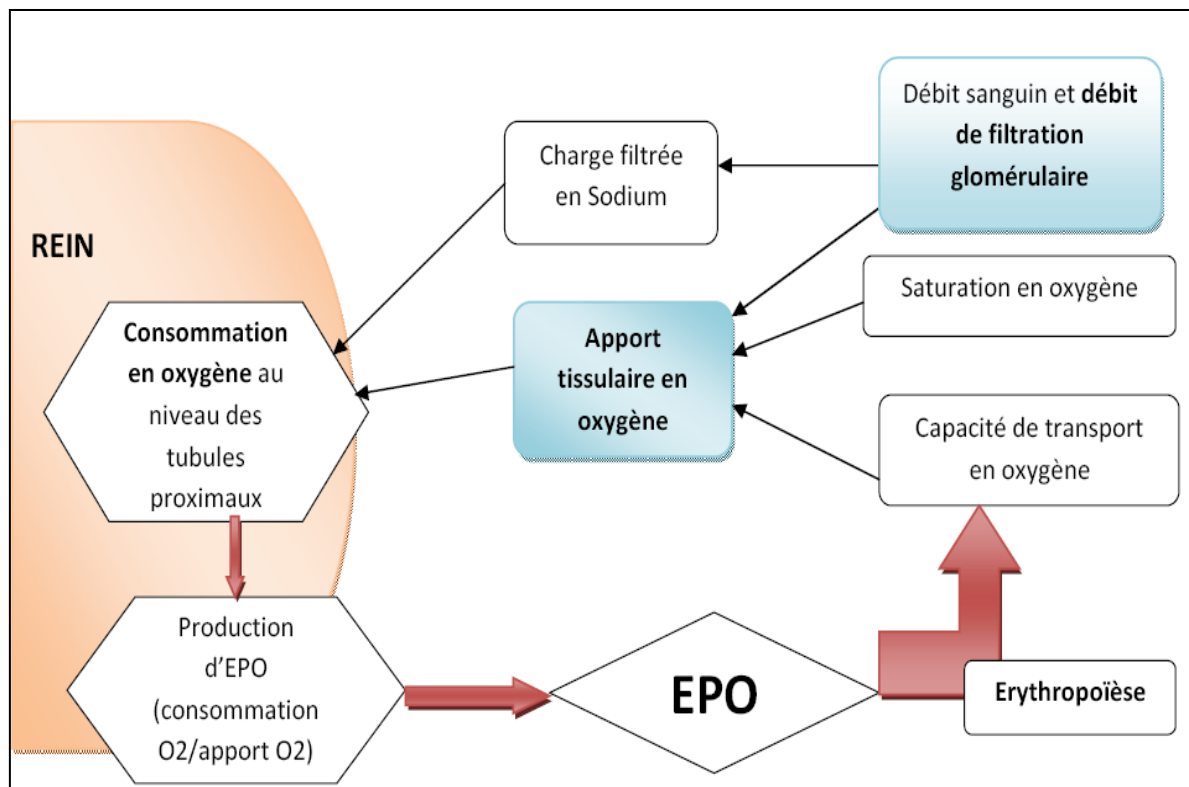 Débit sanguin et débit
de filtration
glomérulaire
Charge filtrée
en Sodium
REIN
Saturation en oxygène
Consommation
en oxygène au
niveau des
tubules
proximaux
Apport
tissulaire en
oxygène
Capacité de transport
en oxygène
Production
d’EPO
(consommation
O2/apport O2)
EPO
Erythropoïèse